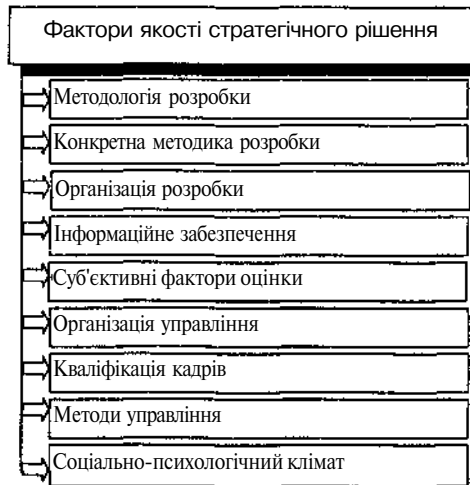 Фактори якості стратегічного рішення
Методологія розробки
Конкретна методика розробки
Організація розробки
Інформаційне забезпечення
Суб'єктивні фактори оцінки
Організація управління
Кваліфікація кадрів
Методи управління
Соціально-психологічний клімат